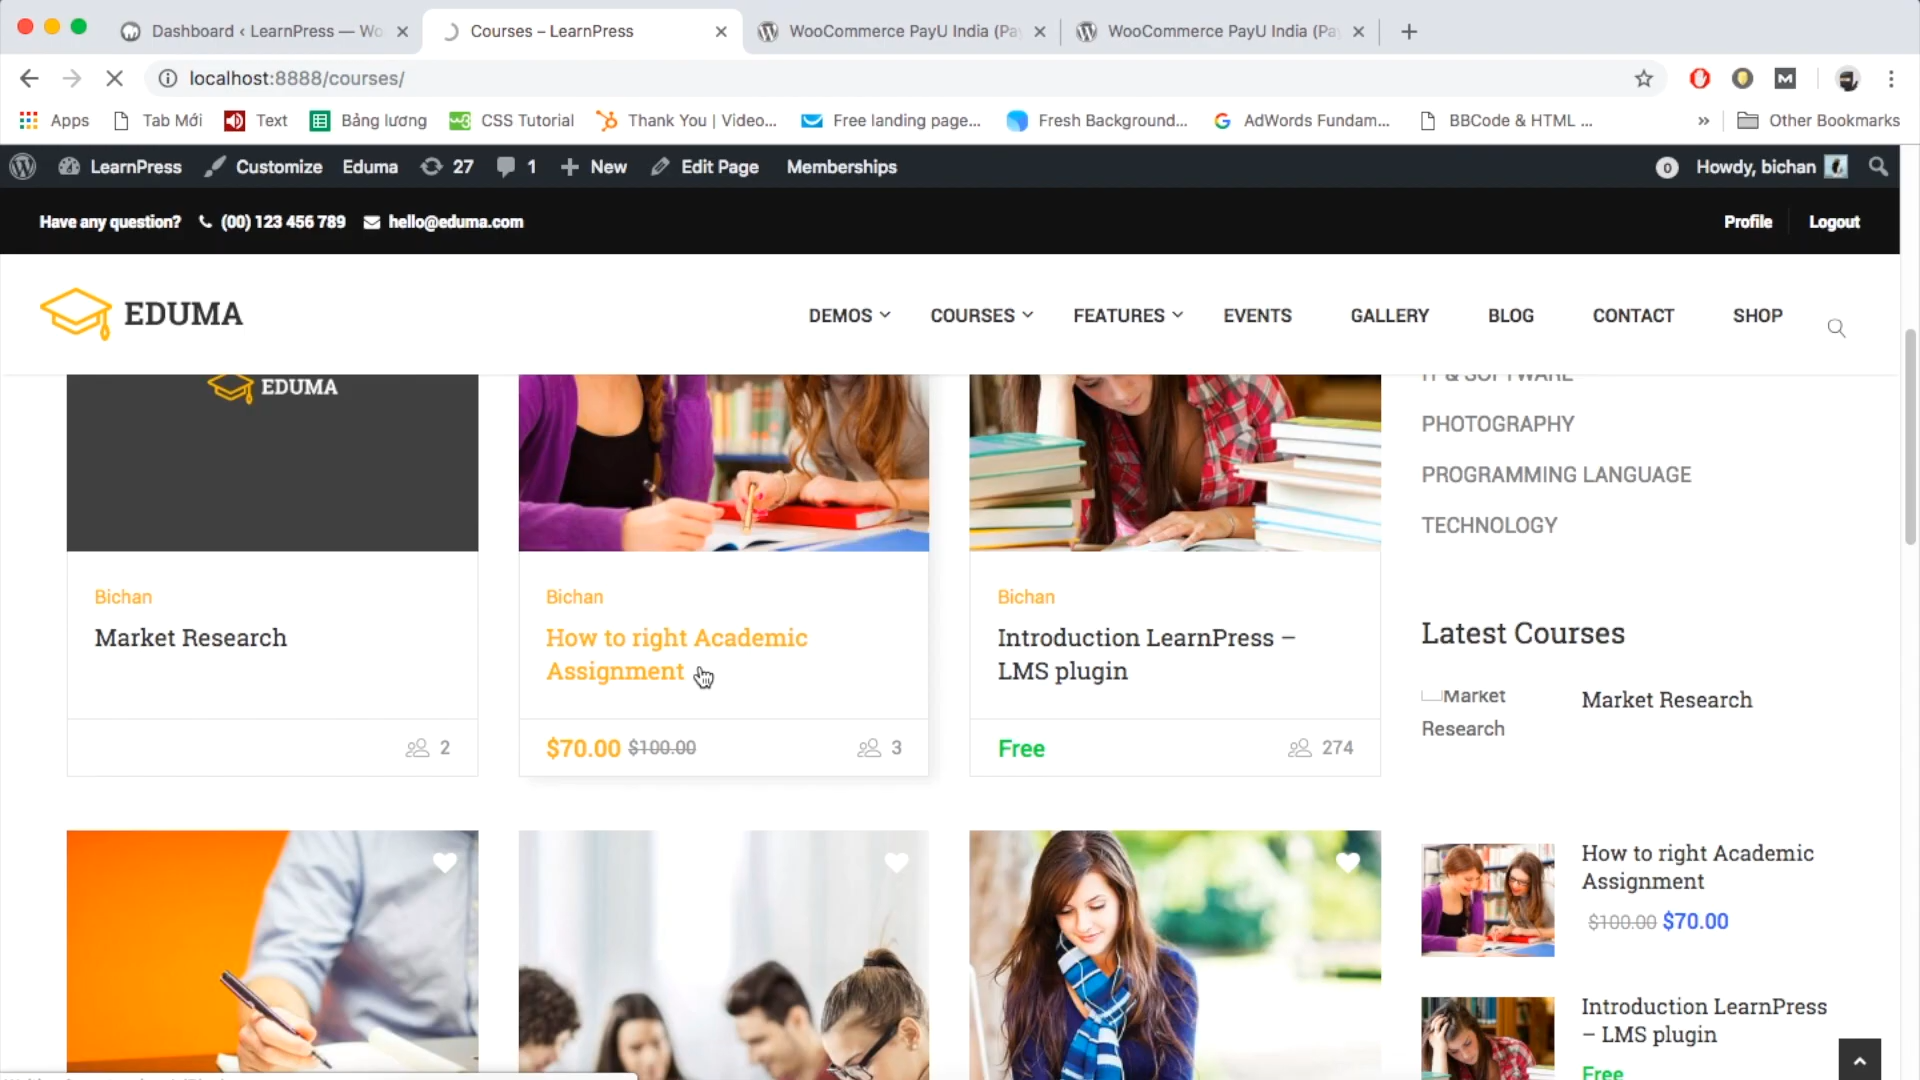 Dashboard ‹ LearnPress — Wo
Courses – LearnPress
WooCommerce PayU India (Pa
WooCommerce PayU India (Pa
localhost:8888/courses/
Apps
Tab Mới
Text
Bảng lương
CSS Tutorial
Thank You | Video...
Free landing page...
Fresh Background...
AdWords Fundam...
BBCode & HTML ...
»
Other Bookmarks
LearnPress
Customize
Eduma
27
1
New
Edit Page
Memberships
0
Howdy, bichan
Have any question?
(00) 123 456 789
hello@eduma.com
Profile
Logout
EDUMA
DEMOS
COURSES
FEATURES
EVENTS
GALLERY
BLOG
CONTACT
SHOP
EDUMA
IT & SOFTWARE
PHOTOGRAPHY
PROGRAMMING LANGUAGE
TECHNOLOGY
Bichan
Market Research
2
Bichan
How to right Academic
Assignment
$70.00 $100.00
3
Bichan
Introduction LearnPress –
LMS plugin
Free
274
Latest Courses
Market
Research
Market Research
How to right Academic
Assignment
$100.00 $70.00
Introduction LearnPress
– LMS plugin
Free